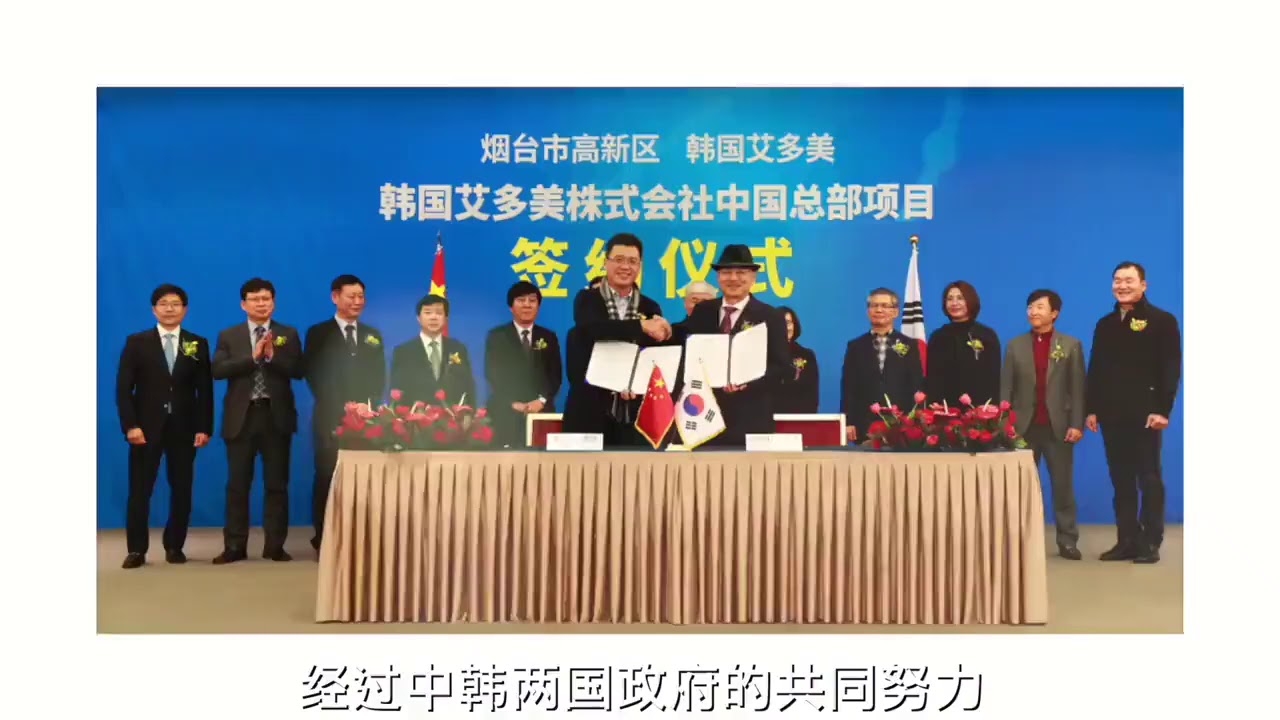 烟台市高新区 韩国艾多美
韩国艾多美株式会社中国总部项目
签约仪式
经过中韩两国政府的共同努力